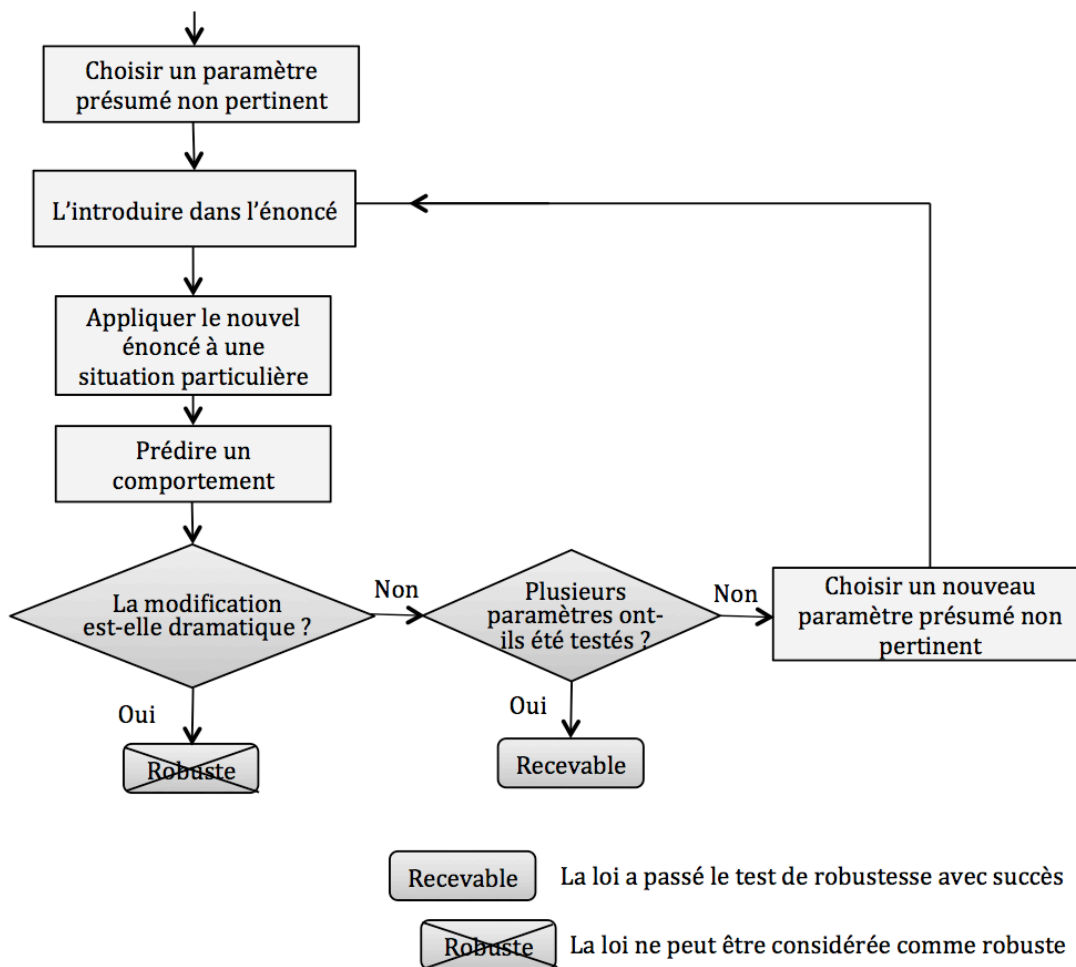 Choisir un paramètre
présumé non pertinent
L’introduire dans l’énoncé
Appliquer le nouvel
énoncé à une
situation particulière
Prédire un
comportement
La modification
est-elle dramatique ?
Non
Plusieurs
paramètres ont-
ils été testés ?
Non
Choisir un nouveau
paramètre présumé non
pertinent
Oui
Oui
Robuste
Recevable
Recevable
La loi a passé le test de robustesse avec succès
Robuste
La loi ne peut être considérée comme robuste